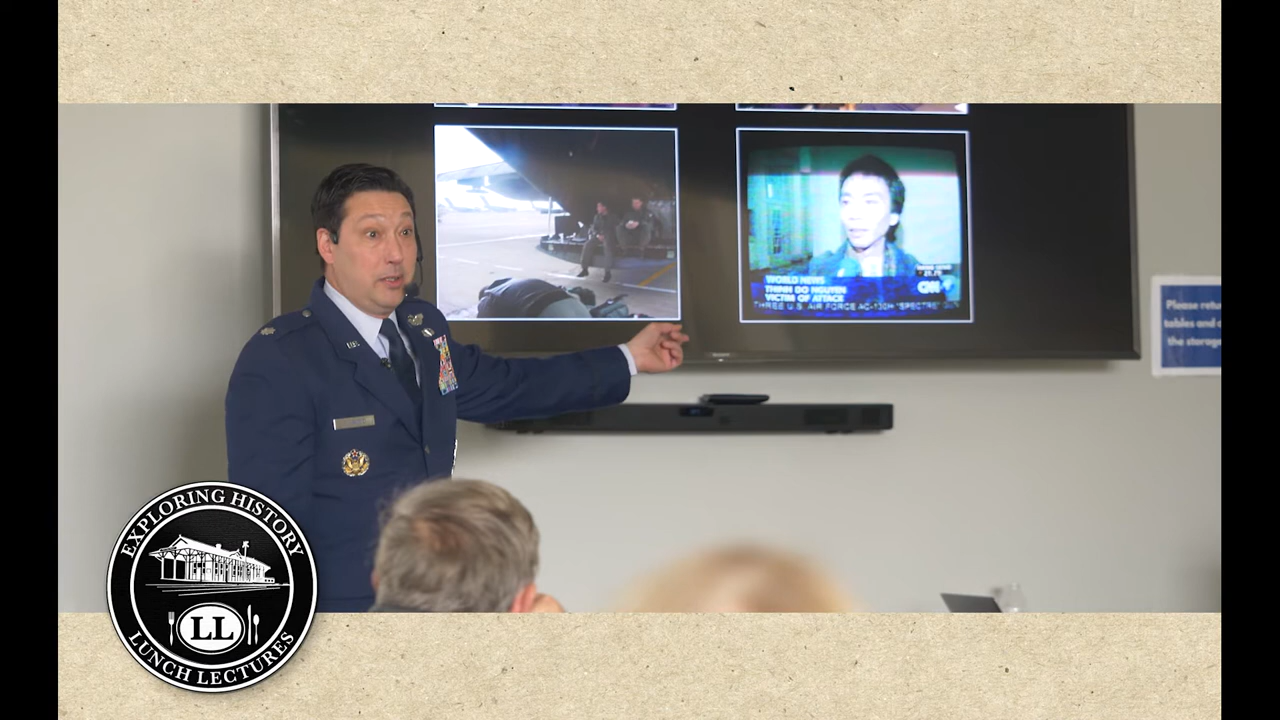 WORLD NEWS
THINH DO NGUYEN
VICTIM OF ATTACK
CNN
THREE U.S. AIR FORCE AC-130H "SPECTRE"
Please retu
tables and c
the storage
U.S.
EXPLORING HISTORY
LL
LUNCH LECTURES